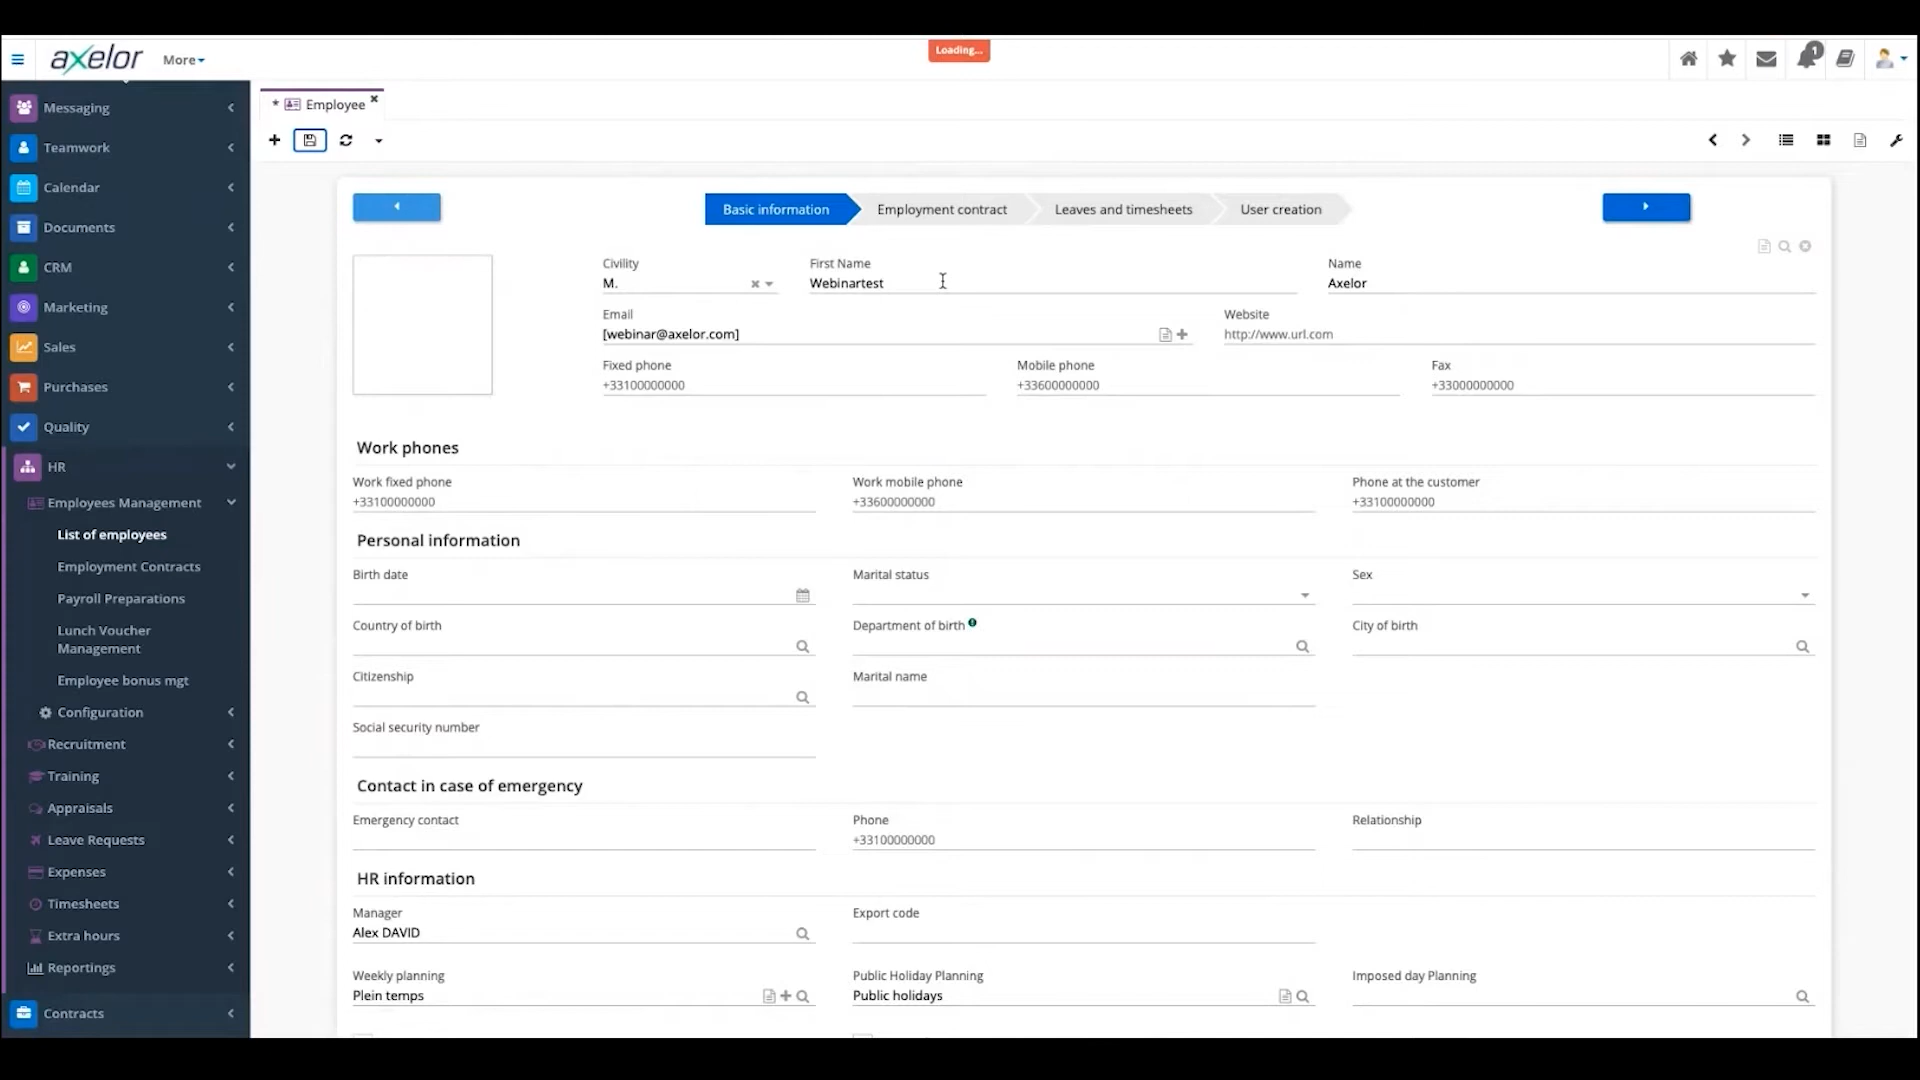 axelor More Loading... 1
Messaging
Teamwork
Calendar
Documents
CRM
Marketing
Sales
Purchases
Quality
HR
Employees Management
List of employees
Employment Contracts
Payroll Preparations
Lunch Voucher
Management
Employee bonus mgt
Configuration
Recruitment
Training
Appraisals
Leave Requests
Expenses
Timesheets
Extra hours
Reportings
Contracts
* Employee
Basic information Employment contract Leaves and timesheets User creation
Civility First Name Name
M. Webinartest Axelor
Email Website
[webinar@axelor.com] http://www.url.com
Fixed phone Mobile phone Fax
+33100000000 +33600000000 +33000000000
Work phones
Work fixed phone Work mobile phone Phone at the customer
+33100000000 +33600000000 +33100000000
Personal information
Birth date Marital status Sex
Country of birth Department of birth City of birth
Citizenship Marital name
Social security number
Contact in case of emergency
Emergency contact Phone Relationship
+33100000000
HR information
Manager Export code
Alex DAVID
Weekly planning Public Holiday Planning Imposed day Planning
Plein temps Public holidays